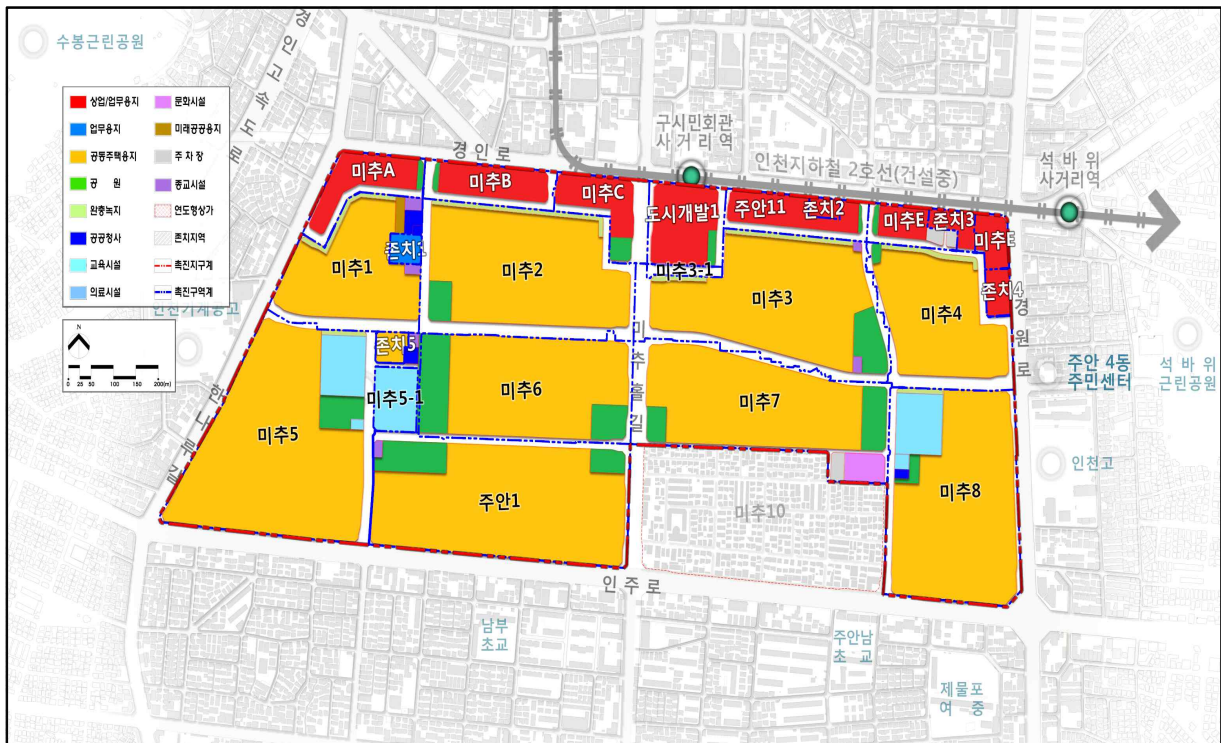 수봉근린공원
경인고속도로
구시민회관
사거리역
석바위
사거리역
경인로
인천지하철 2호선(건설중)
상업/업무용지
문화시설
업무용지
미래공공용지
공동주택용지
주 차 장
공 원
종교시설
완충녹지
연도형상가
공공청사
존치지역
교육시설
촉진지구계
의료시설
촉진구역계
N
0 25 50 100 150 200(m)
미추A
미추B
미추C
도시개발1
주안11
존치2
미추E
존치3
미추E
존치4
존치1
미추1
미추2
미추3-1
미추3
미추4
인천기계공고
경원로
미추홀길
존치5
미추5-1
미추5
미추6
미추7
주안 4동
주민센터
석바위
근린공원
한나루길
주안1
미추10
미추8
인천고
인주로
남부
초교
주안남
초교
제물포
여중